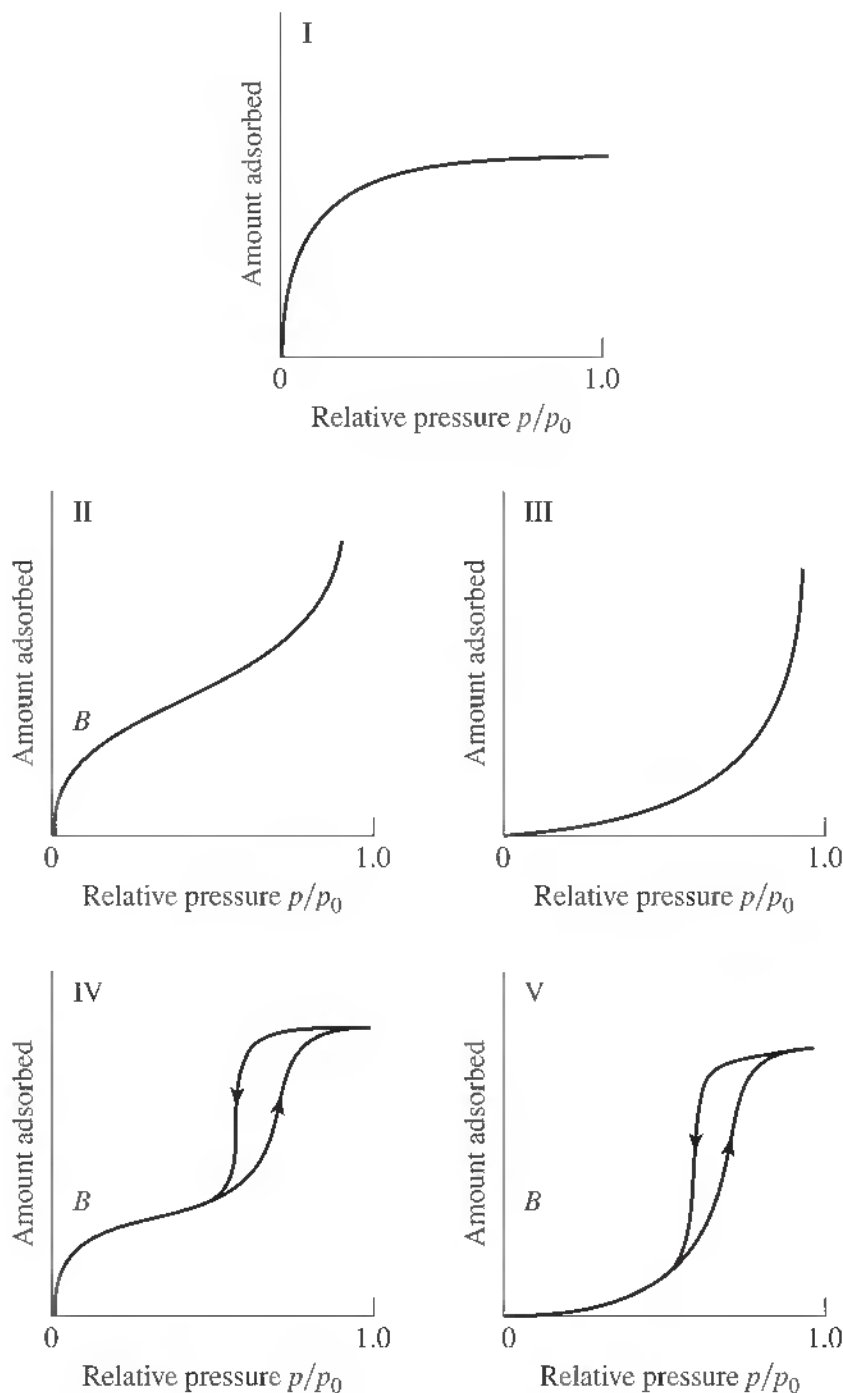 I
Amount adsorbed
0 1.0
Relative pressure p/p₀
II
Amount adsorbed
B
0 1.0
Relative pressure p/p₀
III
Amount adsorbed
0 1.0
Relative pressure p/p₀
IV
Amount adsorbed
B
0 1.0
Relative pressure p/p₀
V
Amount adsorbed
B
0 1.0
Relative pressure p/p₀